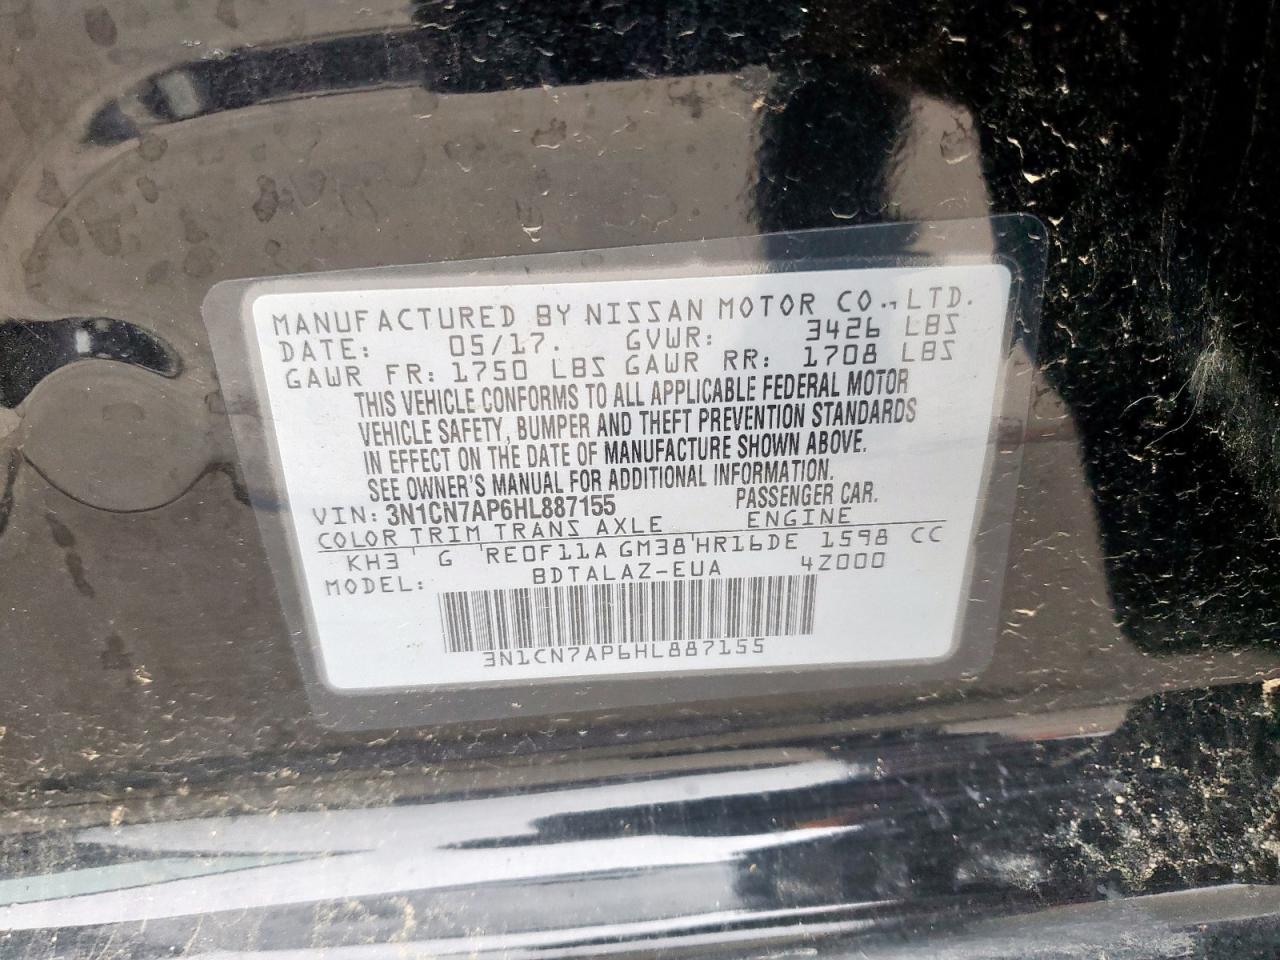 MANUFACTURED BY NISSAN MOTOR CO., LTD.
DATE: 05/17. GVWR: 3426 LBS
GAWR FR: 1750 LBS GAWR RR: 1708 LBS
THIS VEHICLE CONFORMS TO ALL APPLICABLE FEDERAL MOTOR
VEHICLE SAFETY, BUMPER AND THEFT PREVENTION STANDARDS
IN EFFECT ON THE DATE OF MANUFACTURE SHOWN ABOVE.
SEE OWNER'S MANUAL FOR ADDITIONAL INFORMATION.
VIN: 3N1CN7AP6HL887155 PASSENGER CAR.
COLOR TRIM TRANS AXLE ENGINE
KH3 G RE0F11A GM38 HR16DE 1598 CC
MODEL: BDTALAZ-EUA 4Z000
3N1CN7AP6HL887155